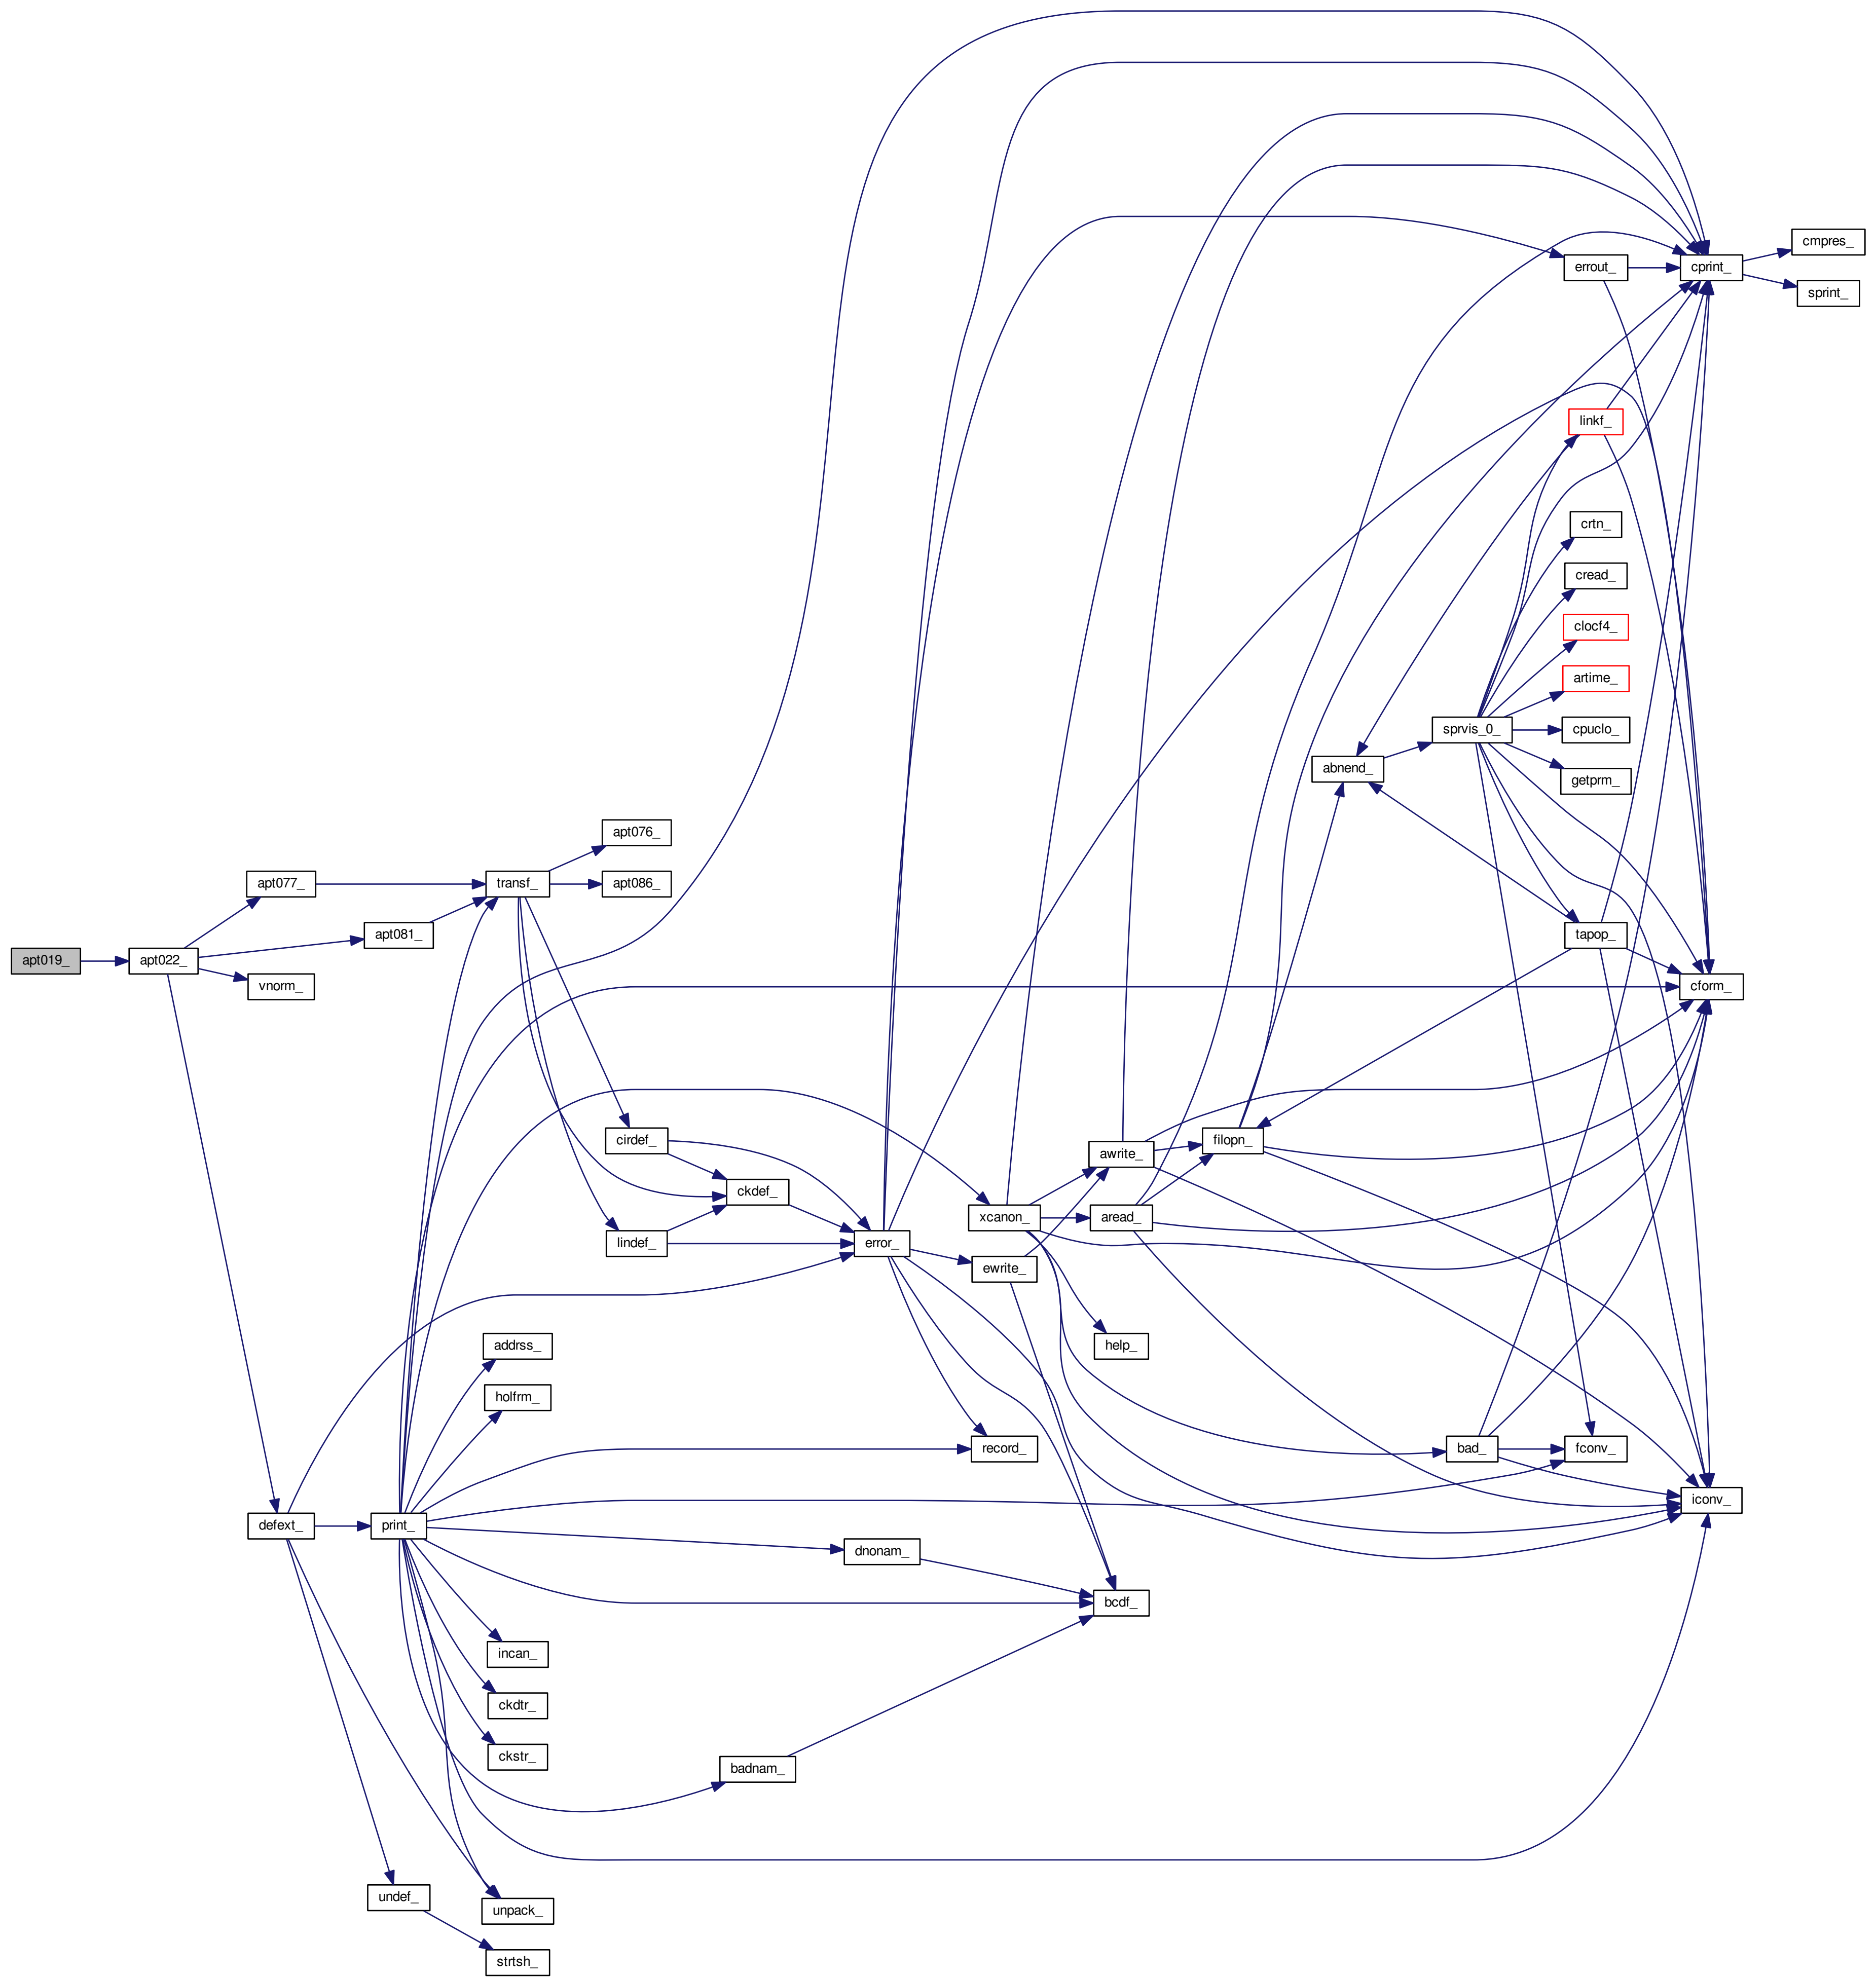 cmpres_
errout_
cprint_
sprint_
linkf_
crtn_
cread_
clocf4_
artime_
sprvis_0_
cpuclo_
abnend_
getprm_
apt076_
apt077_
transf_
apt086_
apt081_
tapop_
apt019_
apt022_
vnorm_
cform_
cirdef_
awrite_
filopn_
ckdef_
xcanon_
aread_
lindef_
error_
ewrite_
addrss_
help_
holfrm_
record_
bad_
fconv_
iconv_
defext_
print_
dnonam_
bcdf_
incan_
ckdtr_
ckstr_
badnam_
undef_
unpack_
strtsh_